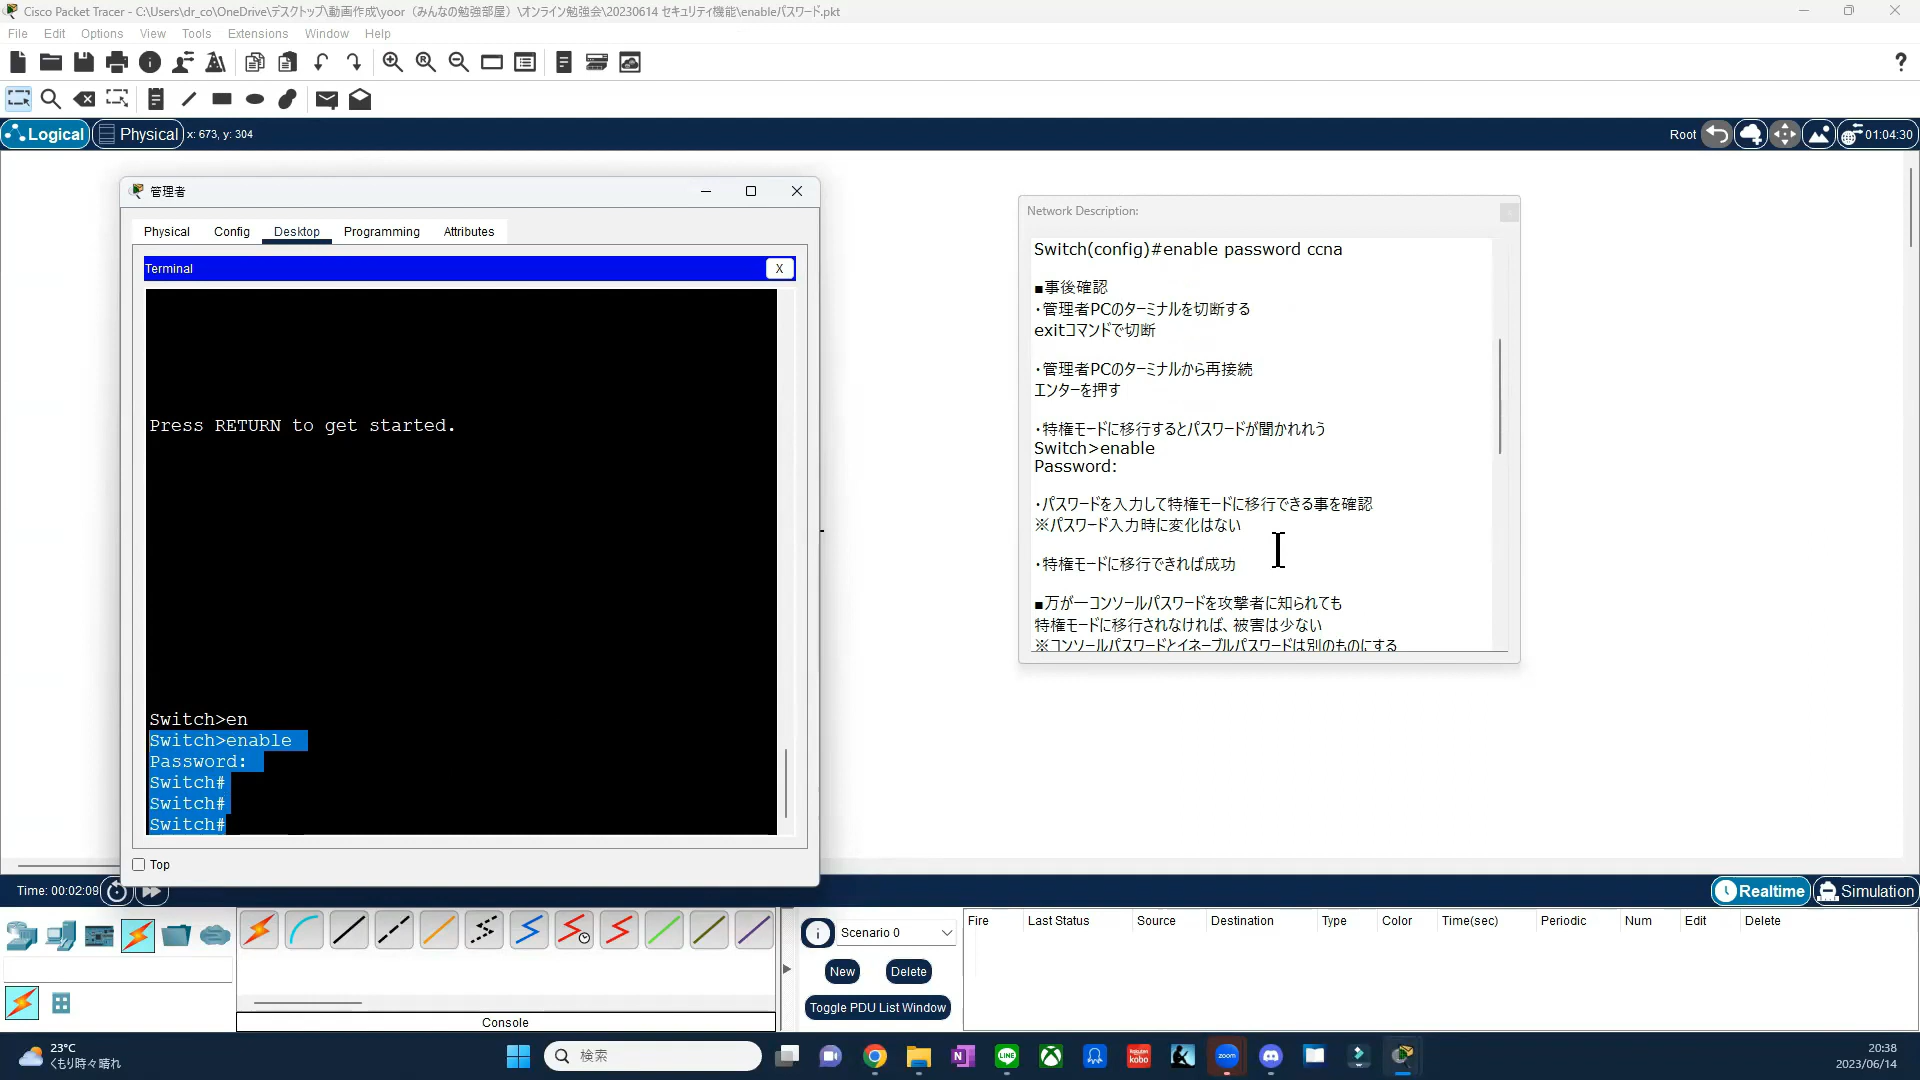 Cisco Packet Tracer - C:\Users\dr_co\OneDrive\デスクトップ\動画作成\yoor（みんなの勉強部屋）\オンライン勉強会\20230614 セキュリティ機能\enableパスワード.pkt
File Edit Options View Tools Extensions Window Help
Logical Physical x: 673, y: 304 Root 01:04:30
管理者
Physical Config Desktop Programming Attributes
Terminal X
Press RETURN to get started.
Switch>en
Switch>enable
Password:
Switch#
Switch#
Switch#
Top
Network Description:
Switch(config)#enable password ccna
■事後確認
・管理者PCのターミナルを切断する
exitコマンドで切断
・管理者PCのターミナルから再接続
エンターを押す
・特権モードに移行するとパスワードが聞かれれう
Switch>enable
Password:
・パスワードを入力して特権モードに移行できる事を確認
※パスワード入力時に変化はない
・特権モードに移行できれば成功
■万が一コンソールパスワードを攻撃者に知られても
特権モードに移行されなければ、被害は少ない
※コンソールパスワードとイネーブルパスワードは別のものにする
Time: 00:02:09 Realtime Simulation
Scenario 0
New Delete
Toggle PDU List Window
Fire Last Status Source Destination Type Color Time(sec) Periodic Num Edit Delete
Console
23°C
くもり時々晴れ
検索
N
LINE
Rakuten
kobo
zoom
20:38
2023/06/14